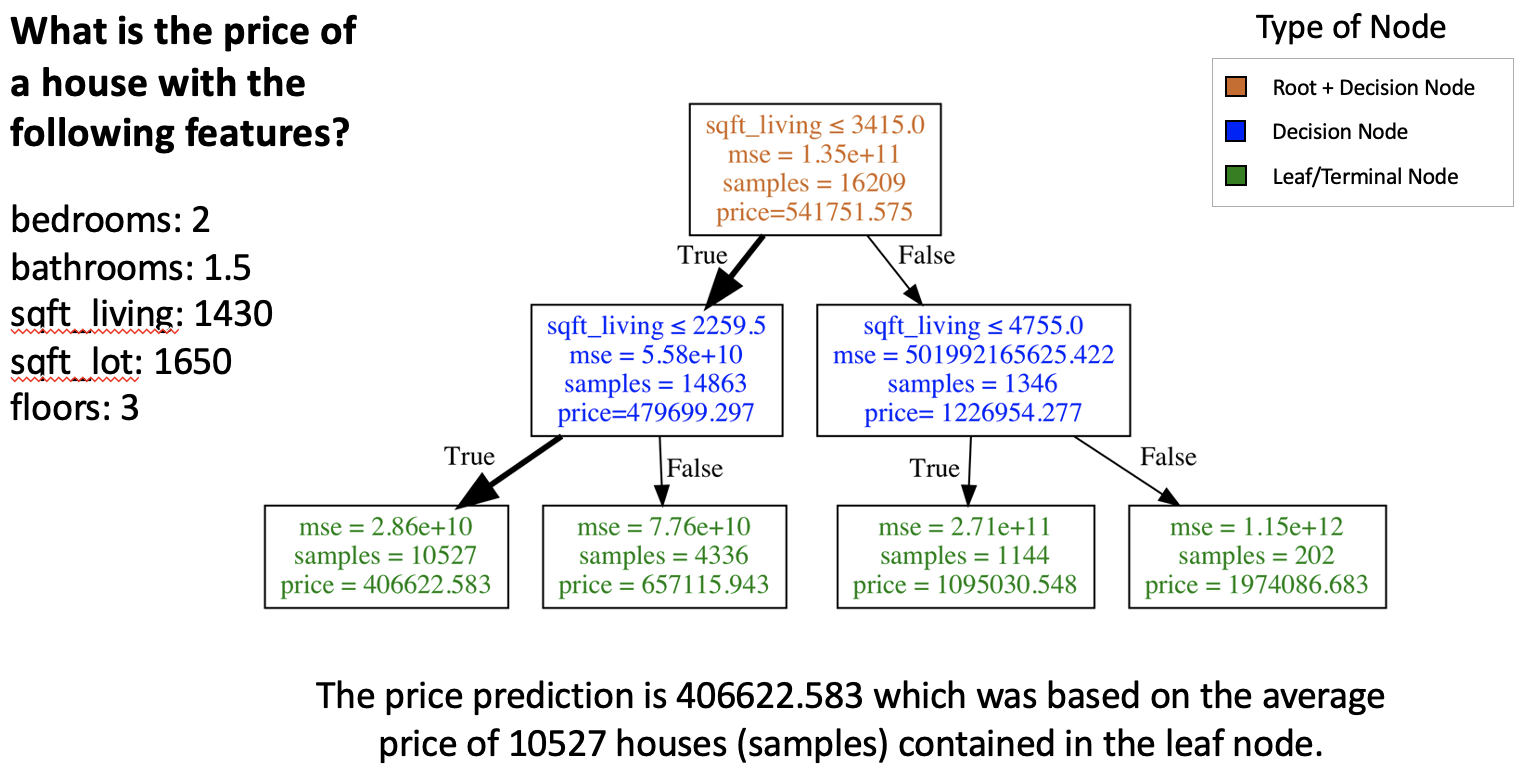 What is the price of
a house with the
following features?
bedrooms: 2
bathrooms: 1.5
sqft_living: 1430
sqft_lot: 1650
floors: 3
Type of Node
Root + Decision Node
Decision Node
Leaf/Terminal Node
sqft_living ≤ 3415.0
mse = 1.35e+11
samples = 16209
price=541751.575
True
False
sqft_living ≤ 2259.5
mse = 5.58e+10
samples = 14863
price=479699.297
sqft_living ≤ 4755.0
mse = 501992165625.422
samples = 1346
price= 1226954.277
True
False
True
False
mse = 2.86e+10
samples = 10527
price = 406622.583
mse = 7.76e+10
samples = 4336
price = 657115.943
mse = 2.71e+11
samples = 1144
price = 1095030.548
mse = 1.15e+12
samples = 202
price = 1974086.683
The price prediction is 406622.583 which was based on the average
price of 10527 houses (samples) contained in the leaf node.